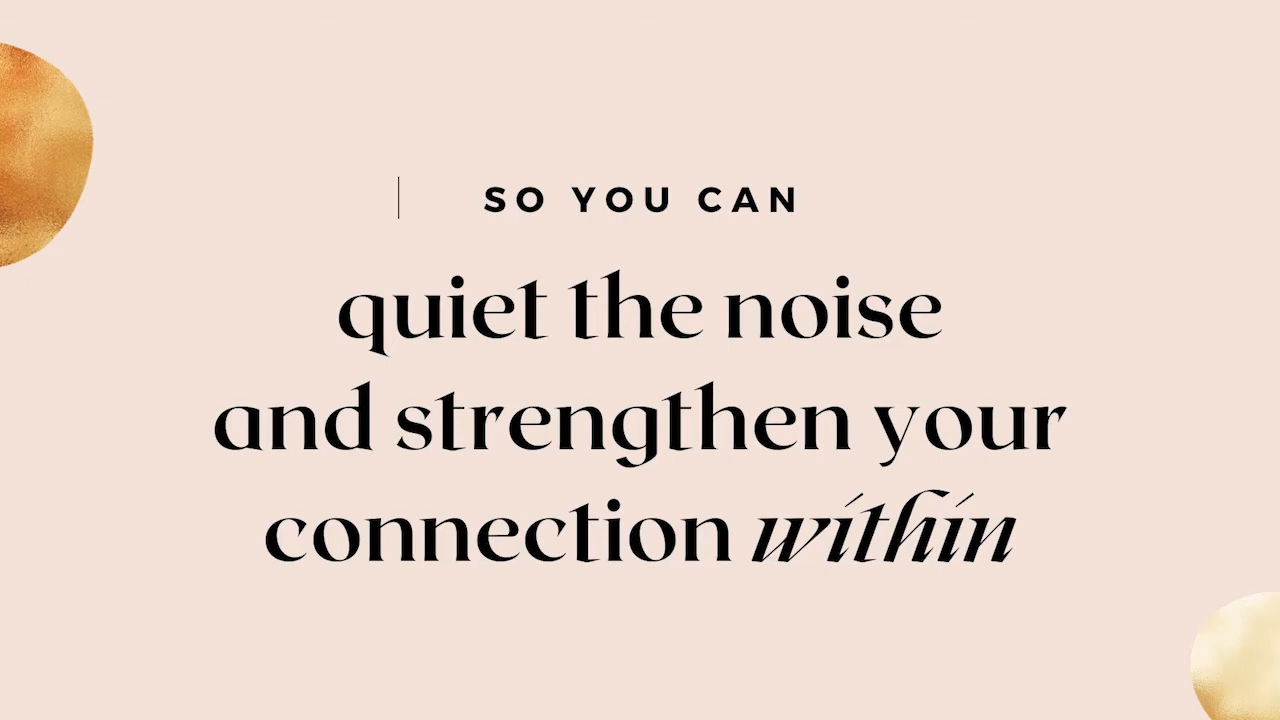 SO YOU CAN
quiet the noise
and strengthen your
connection within